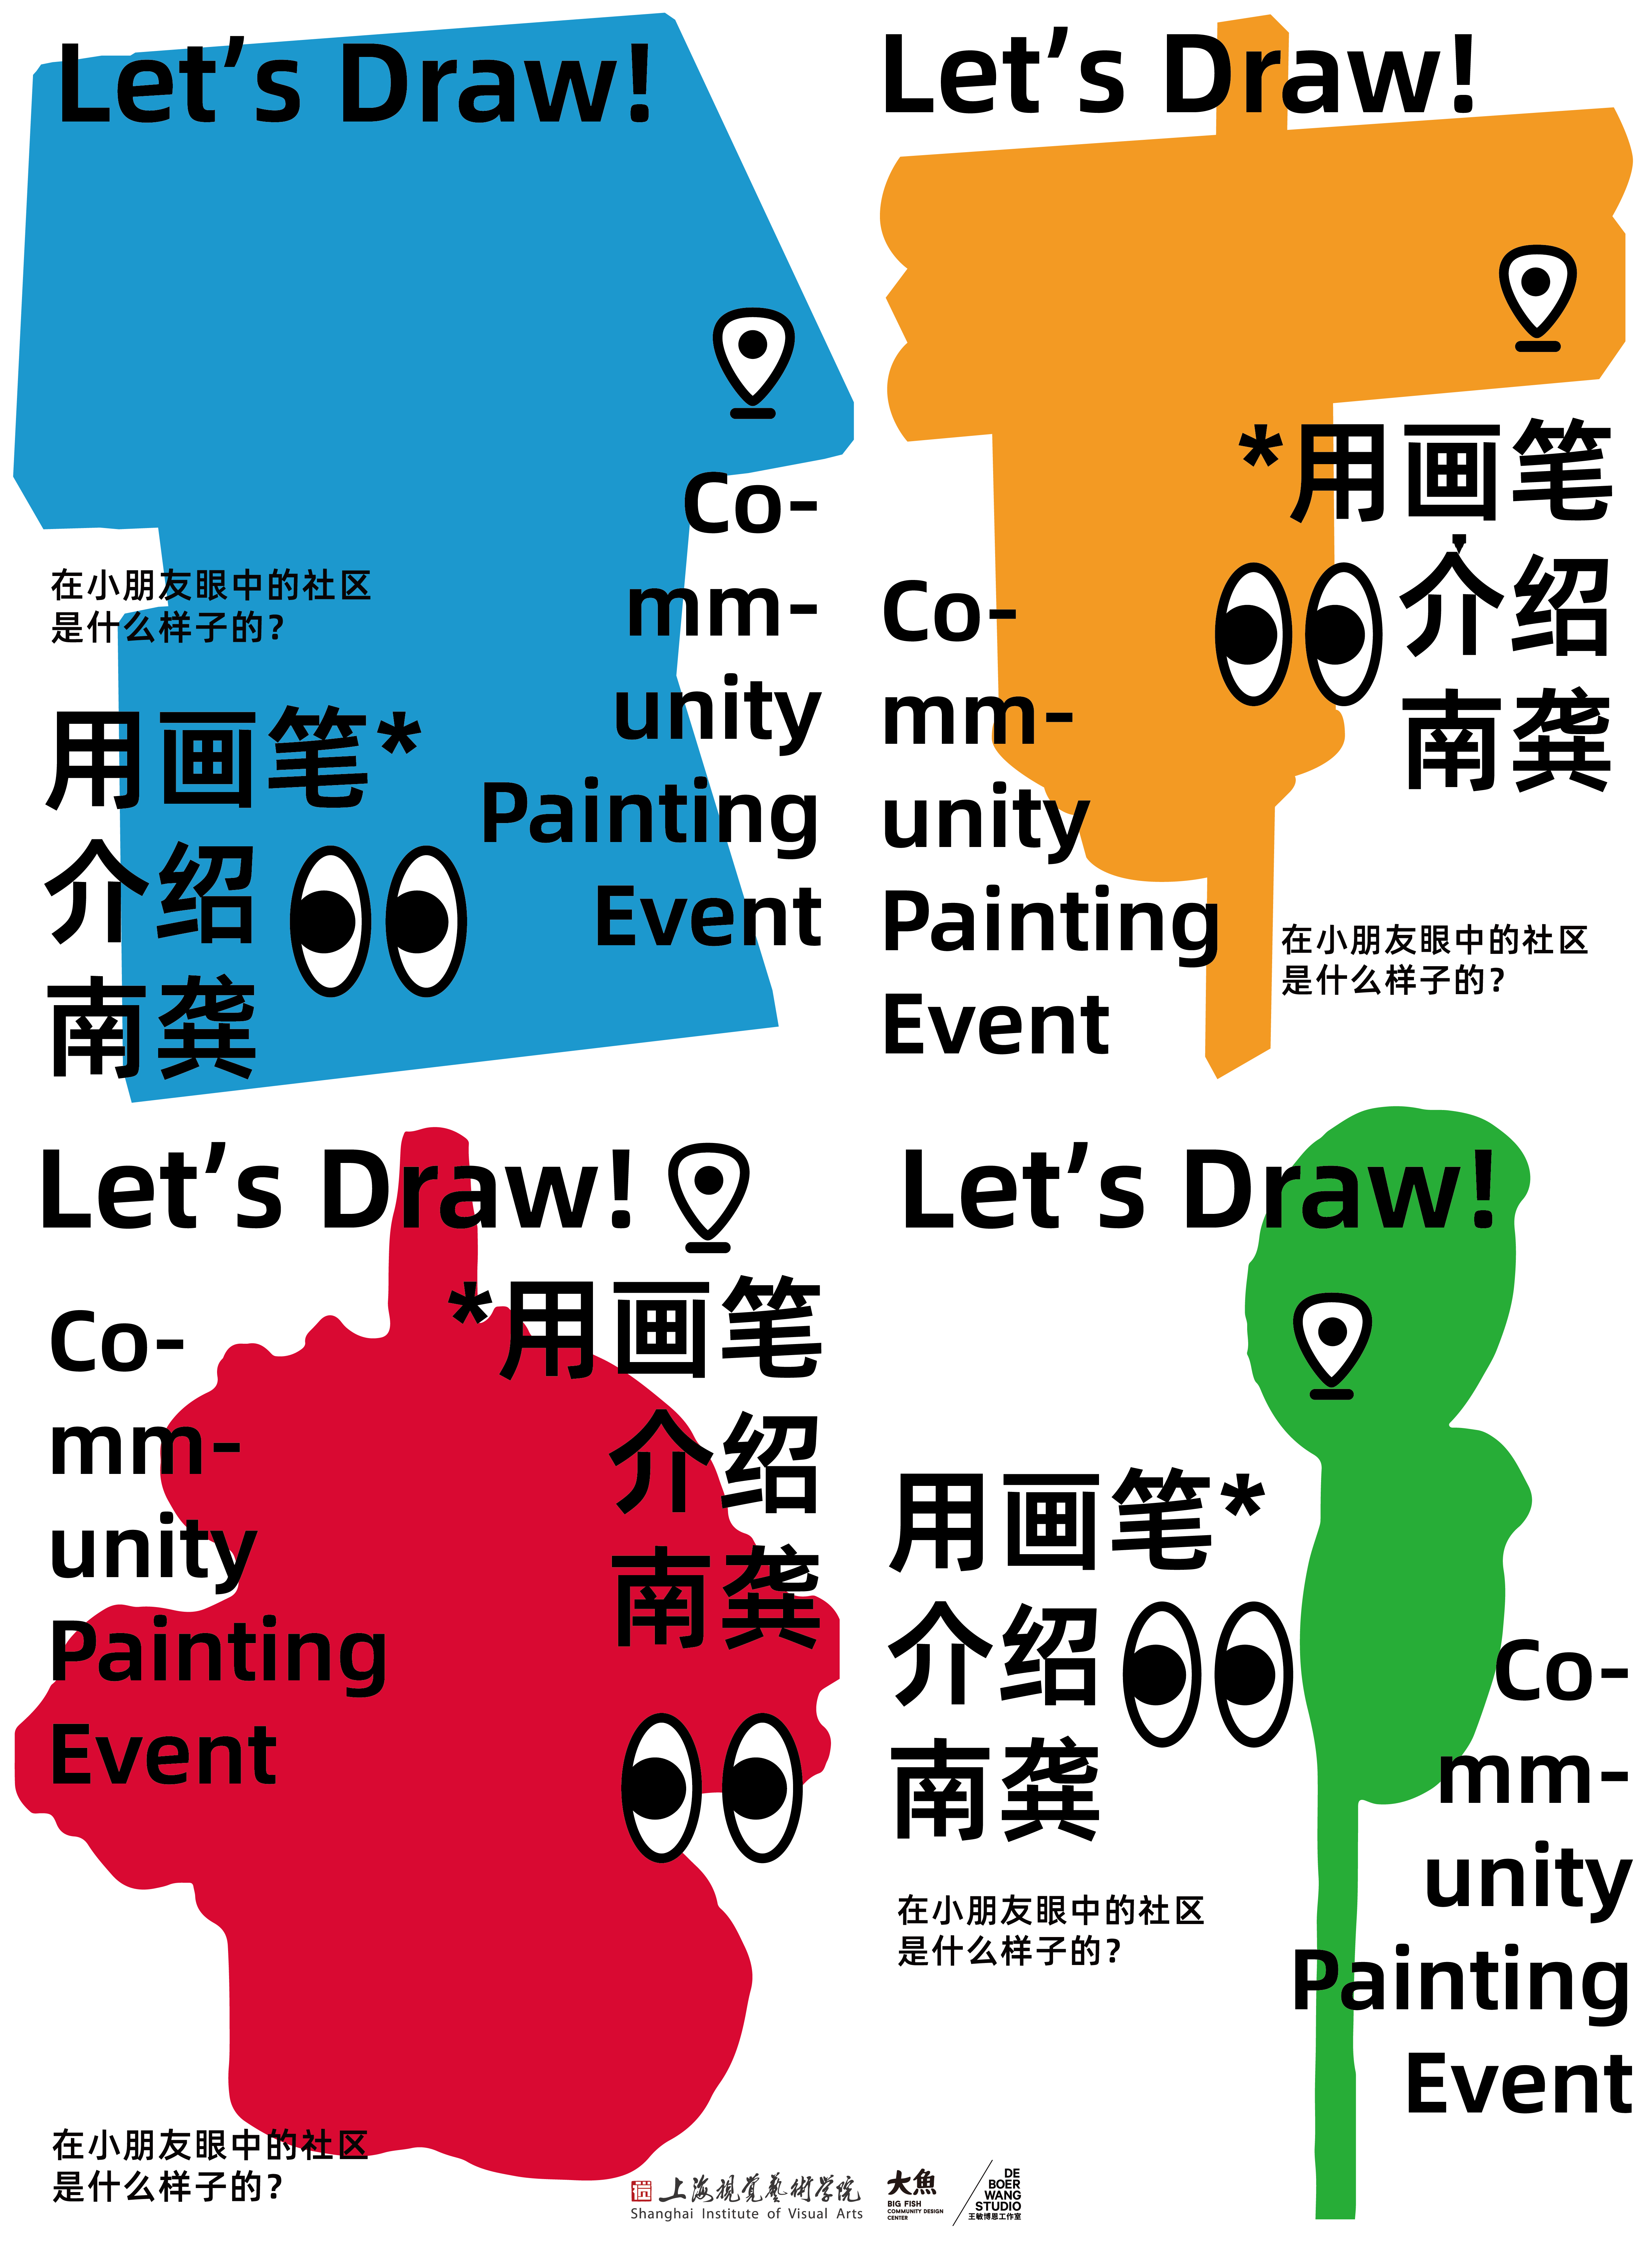 Let’s Draw!
Co-
mm-
unity
Painting
Event
在小朋友眼中的社区
是什么样子的？
用画笔*
介绍
南龚
Let’s Draw!
*用画笔
介绍
南龚
Co-
mm-
unity
Painting
Event
在小朋友眼中的社区
是什么样子的？
Let’s Draw!
Co-
mm-
unity
Painting
Event
*用画笔
介绍
南龚
在小朋友眼中的社区
是什么样子的？
Let’s Draw!
用画笔*
介绍
南龚
在小朋友眼中的社区
是什么样子的？
Co-
mm-
unity
Painting
Event
上海視覚藝術学院
Shanghai Institute of Visual Arts
大魚
BIG FISH
COMMUNITY DESIGN
CENTER
DE
BOER
WANG
STUDIO
王敏博恩工作室